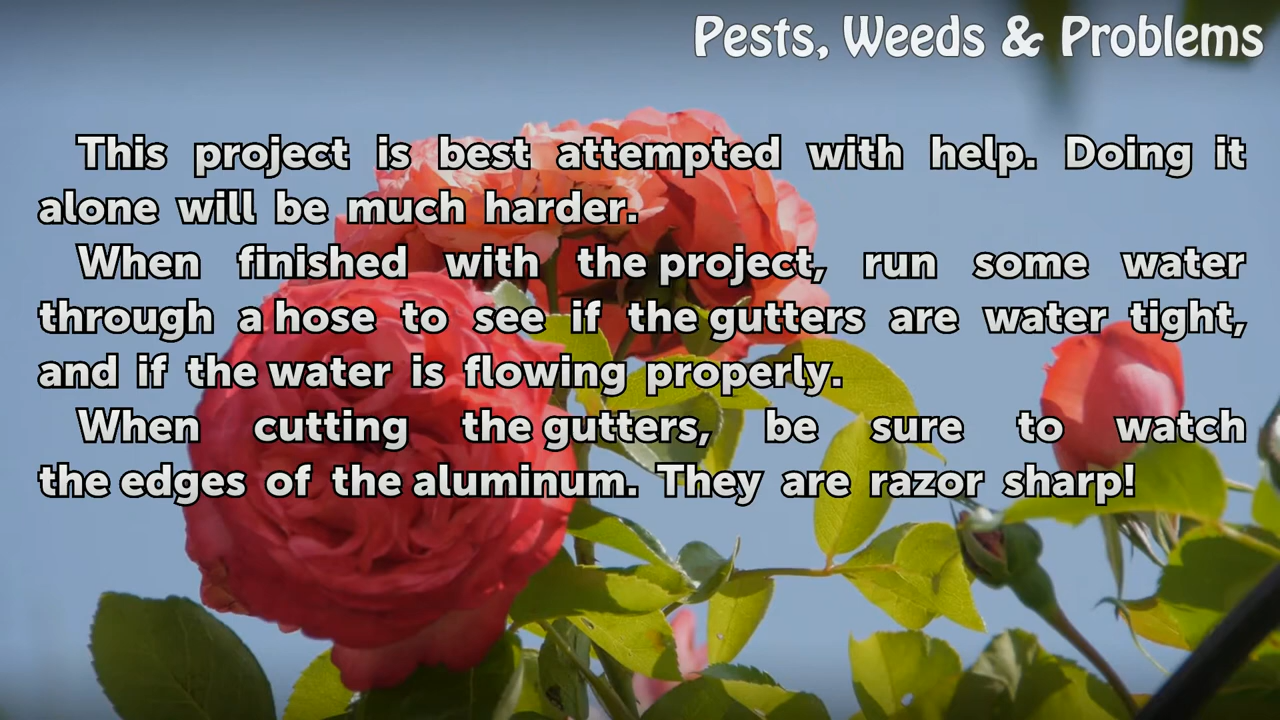 Pests, Weeds & Problems
This project is best attempted with help. Doing it
alone will be much harder.
When finished with the project, run some water
through a hose to see if the gutters are water tight,
and if the water is flowing properly.
When cutting the gutters, be sure to watch
the edges of the aluminum. They are razor sharp!